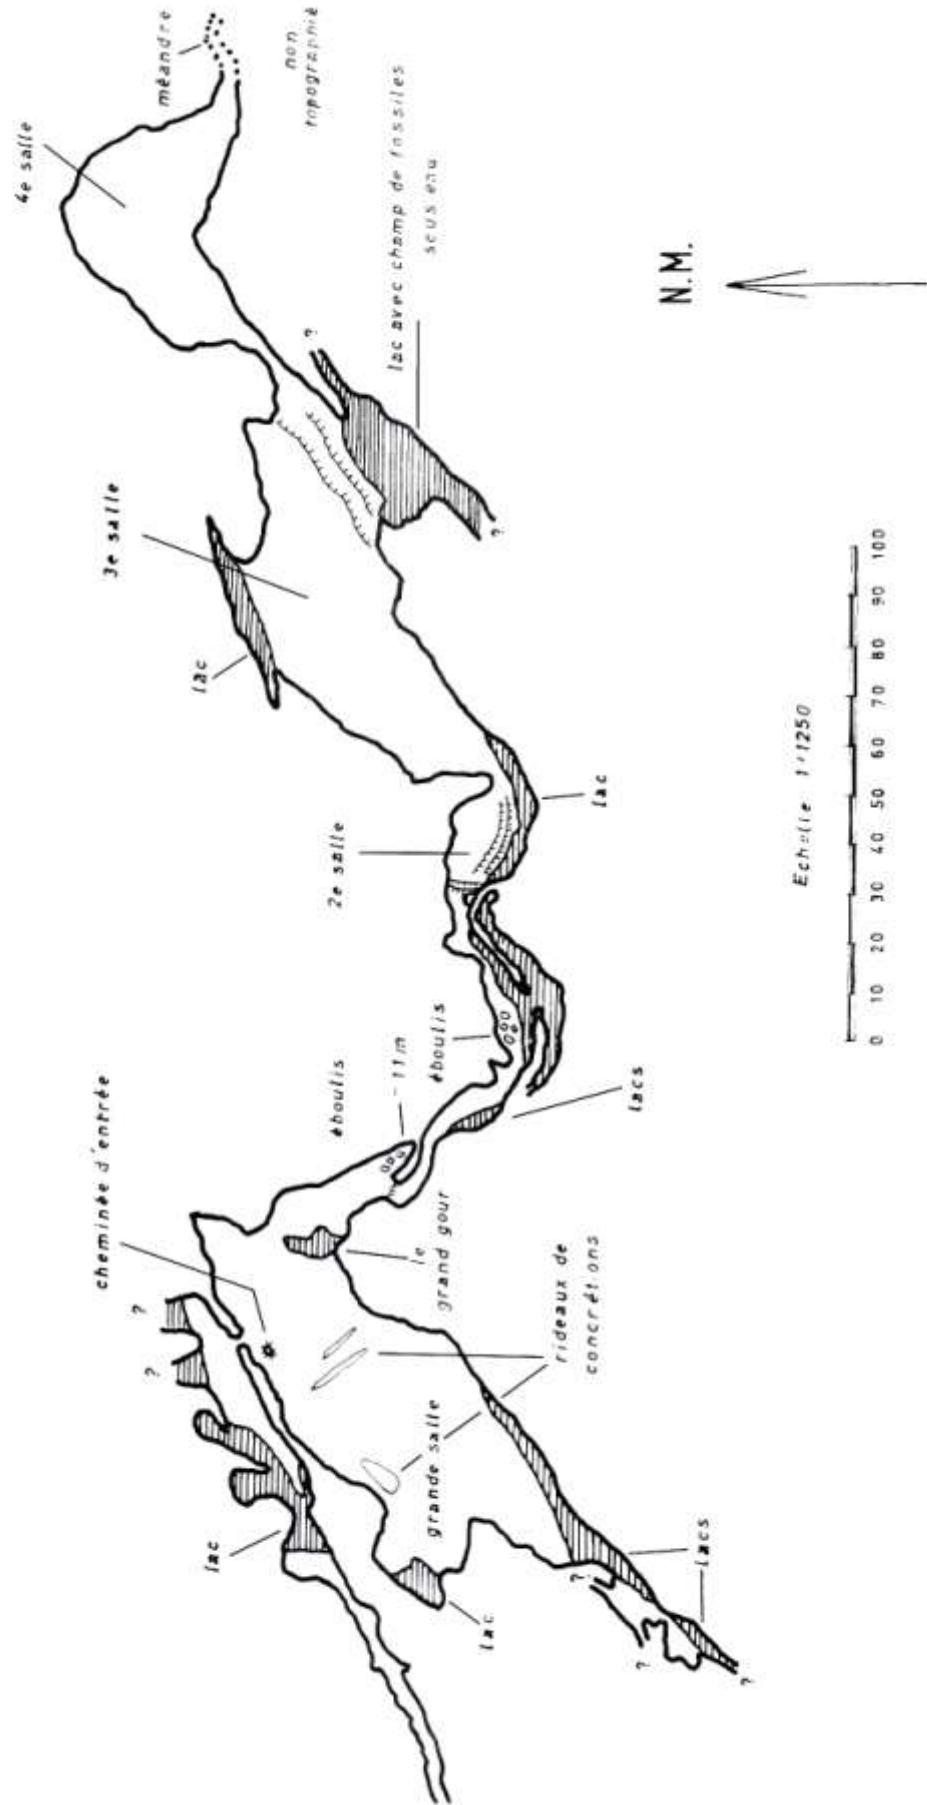 méandre
4e salle
non
topographié
lac avec champ de fossiles
sous eau
?
?
3e salle
lac
N.M.
2e salle
lac
éboulis
éboulis
-11m
lacs
cheminée d'entrée
le
grand gour
rideaux de
concrétions
?
?
grande salle
lac
lac
lacs
?
?
?
Echelle 1/1250
0 10 20 30 40 50 60 70 80 90 100